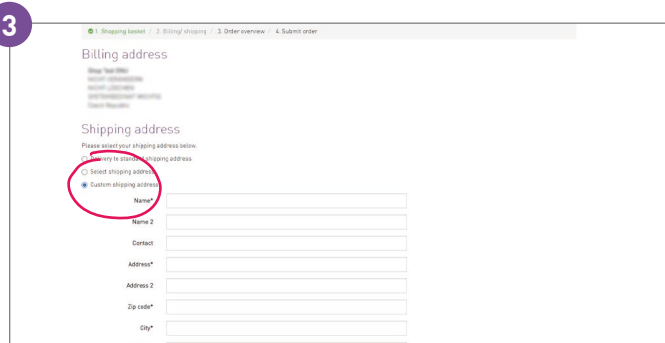 3
1. Shopping basket / 2. Billing/ shipping / 3. Order overview / 4. Submit order
Billing address
Shipping address
Please select your shipping address below.
Delivery to standard shipping address
Select shipping address
Custom shipping address
Name*
Name 2
Contact
Address*
Address 2
Zip code*
City*